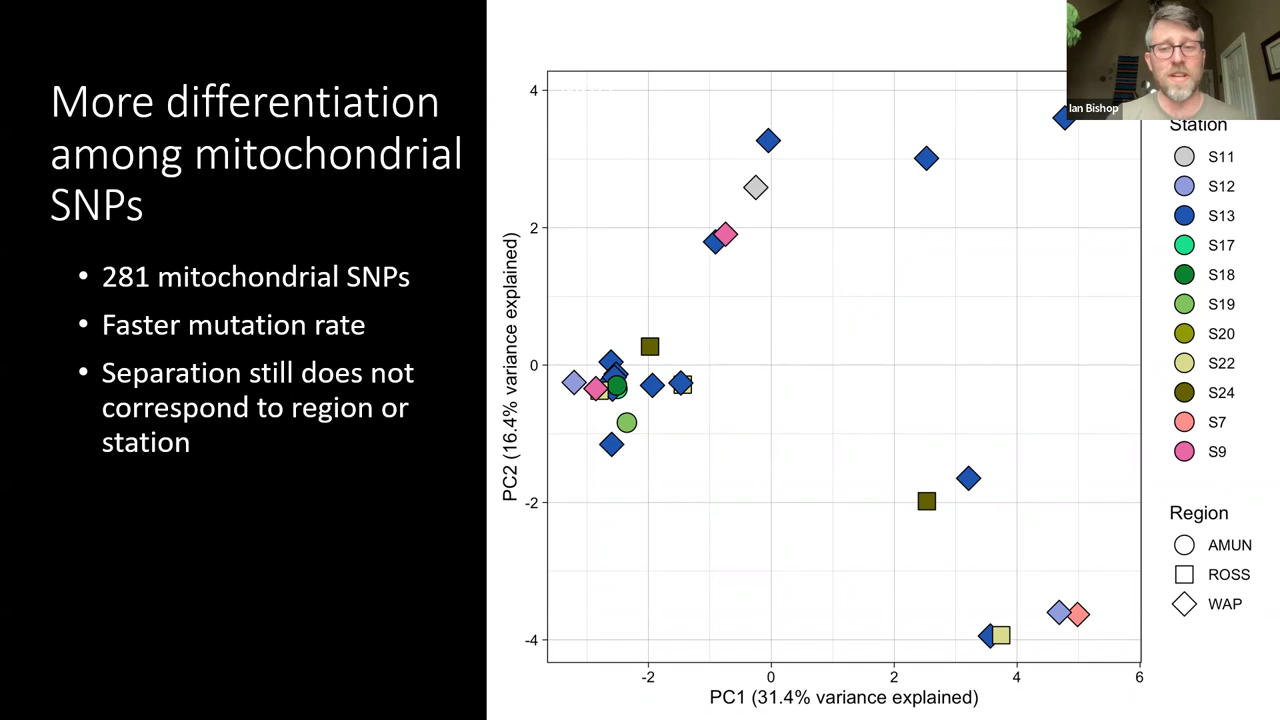 More differentiation
among mitochondrial
SNPs
• 281 mitochondrial SNPs
• Faster mutation rate
• Separation still does not
correspond to region or
station
PC2 (16.4% variance explained)
4
2
0
-2
-4
-2
0
2
4
6
PC1 (31.4% variance explained)
Ian Bishop
Station
S11
S12
S13
S17
S18
S19
S20
S22
S24
S7
S9
Region
AMUN
ROSS
WAP